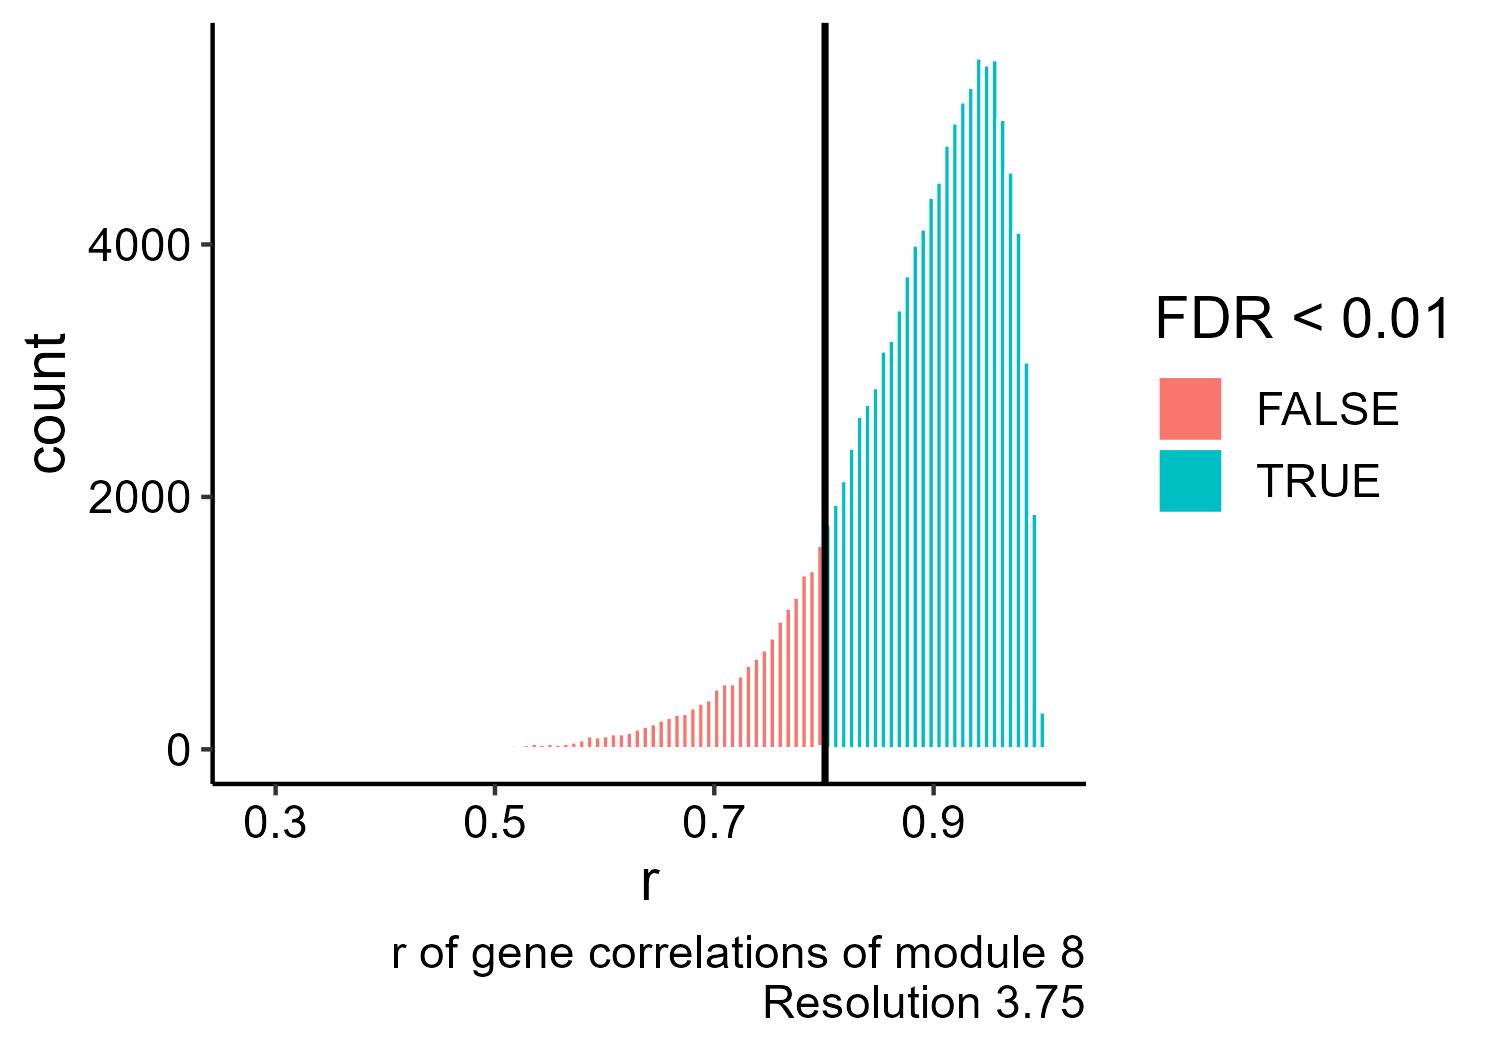 4000
2000
0
count
0.3 0.5 0.7 0.9
r
r of gene correlations of module 8
Resolution 3.75
FDR < 0.01
FALSE
TRUE